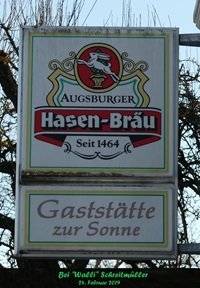 AUGSBURGER
Hasen-Bräu
Seit 1464
Gaststätte
zur Sonne
Bei "Walli" Schreitmüller
24. Februar 2019